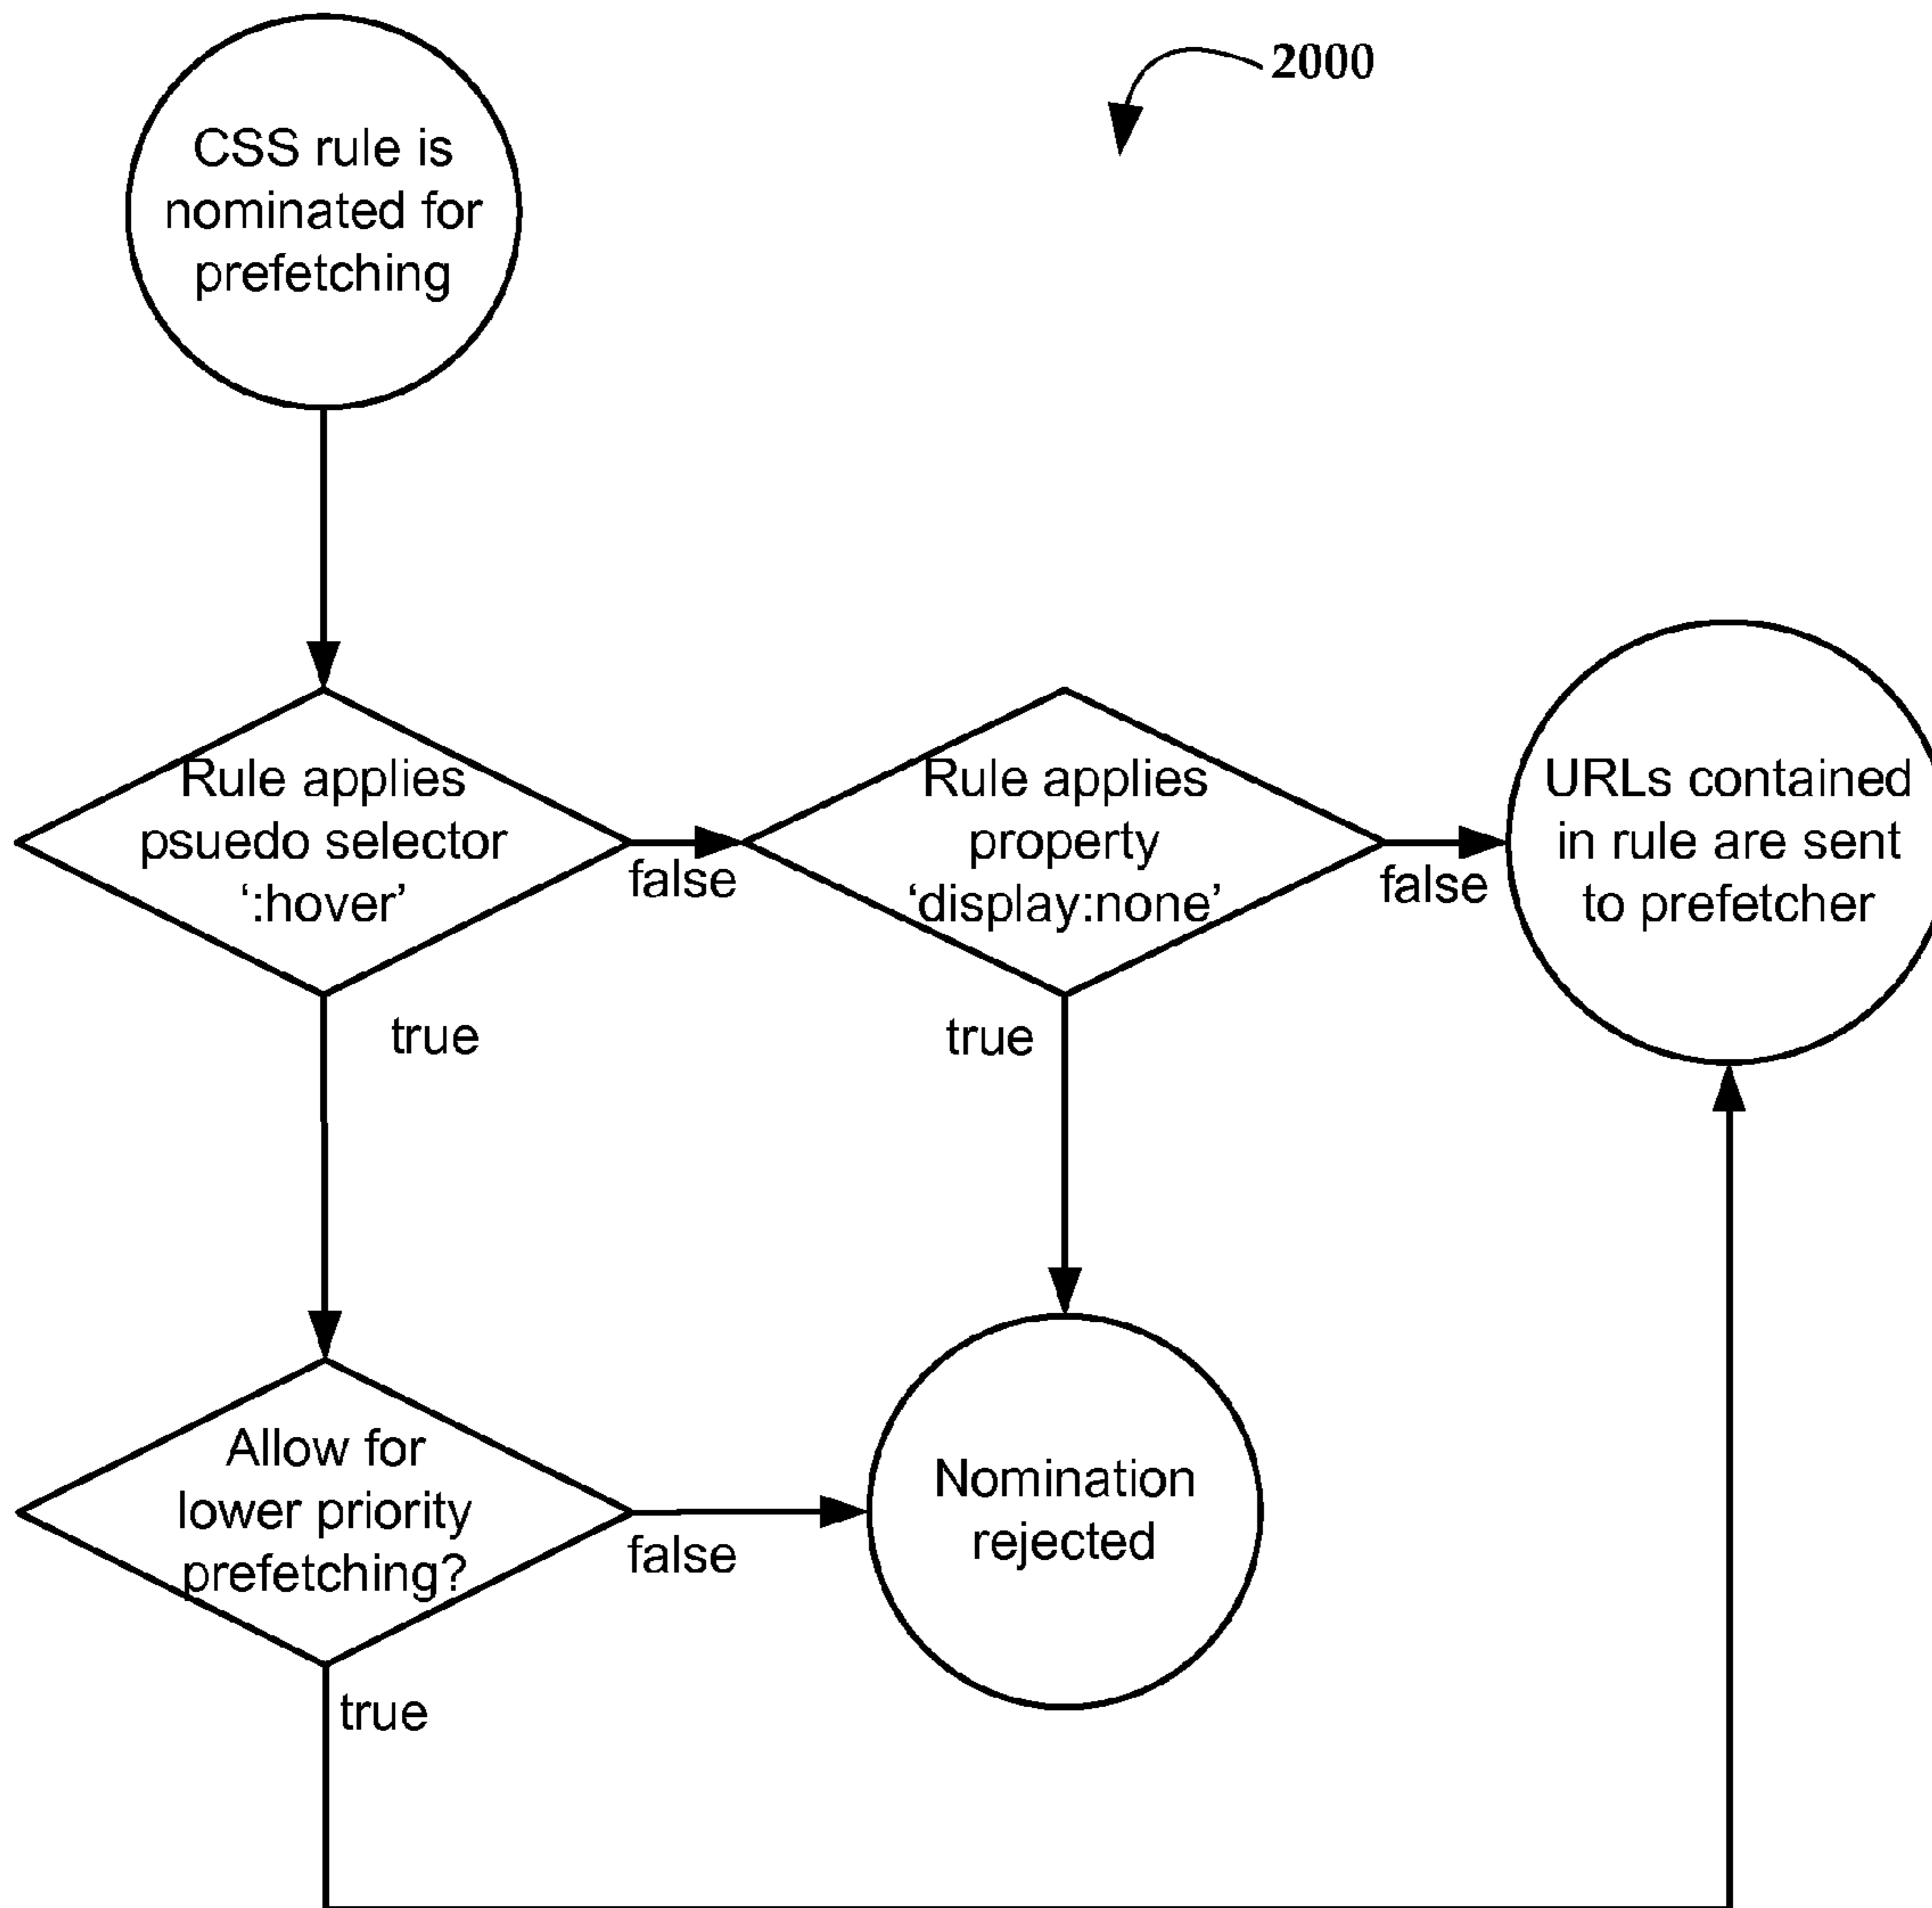 2000
CSS rule is
nominated for
prefetching
Rule applies
psuedo selector
‘:hover’
false
true
Rule applies
property
‘display:none’
false
true
URLs contained
in rule are sent
to prefetcher
Allow for
lower priority
prefetching?
false
true
Nomination
rejected